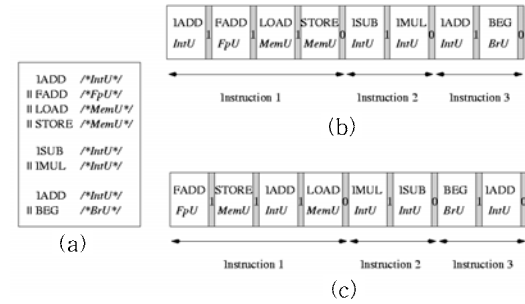 IADD /*IntU*/
|| FADD /*FpU*/
|| LOAD /*MemU*/
|| STORE /*MemU*/
ISUB /*IntU*/
|| IMUL /*IntU*/
IADD /*IntU*/
|| BEG /*BrU*/
(a)
IADD FADD LOAD STORE ISUB IMUL IADD BEG
1 1 1 0 1 0 1 0
IntU FpU MemU MemU IntU IntU IntU BrU
Instruction 1 Instruction 2 Instruction 3
(b)
FADD STORE IADD LOAD IMUL ISUB BEG IADD
1 1 1 0 1 0 1 0
FpU MemU IntU MemU IntU IntU BrU IntU
Instruction 1 Instruction 2 Instruction 3
(c)